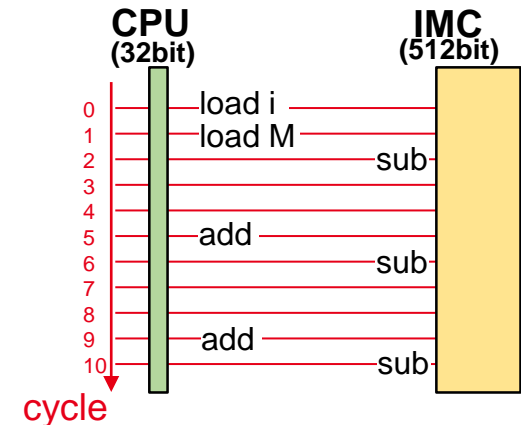 CPU IMC
(32bit) (512bit)
0 load i
1 load M
2 sub
3
4
5 add
6 sub
7
8
9 add
10 sub
cycle